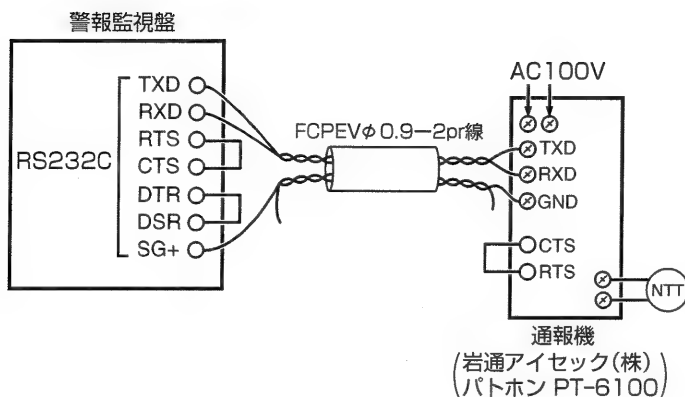 警報監視盤
RS232C
TXD
RXD
RTS
CTS
DTR
DSR
SG+
FCPEVφ0.9−2pr線
AC100V
TXD
RXD
GND
CTS
RTS
NTT
通報機
(岩通アイセック(株)
パトホン PT−6100)